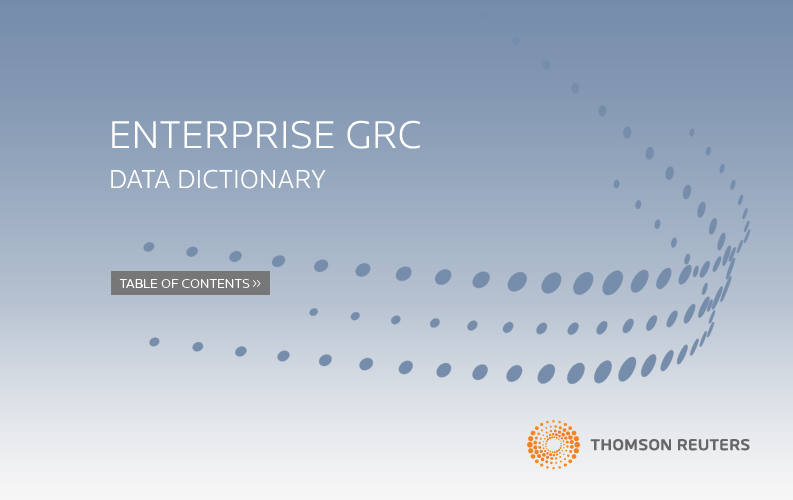 ENTERPRISE GRC
DATA DICTIONARY
TABLE OF CONTENTS »
THOMSON REUTERS